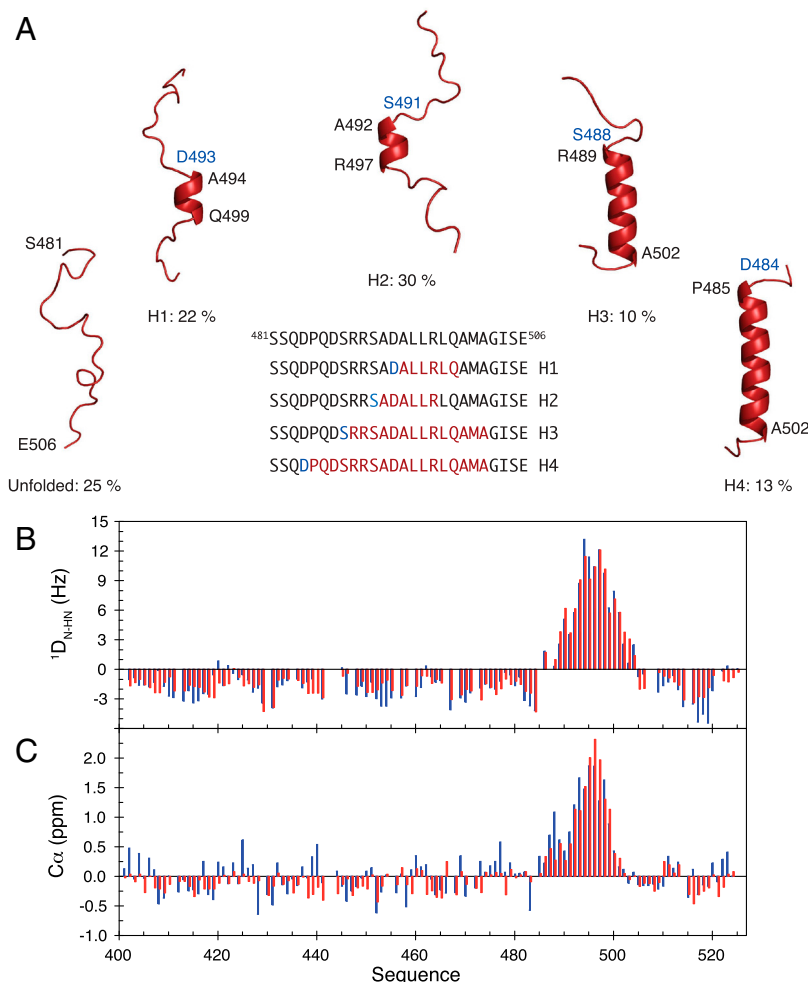 A
S491
A492
R497
H2: 30 %
D493
A494
Q499
H1: 22 %
S488
R489
A502
H3: 10 %
S481
E506
Unfolded: 25 %
D484
P485
A502
H4: 13 %
481SSQDPQDSRRSADALLRLQAMAGISE506
SSQDPQDSRRSADALLRLQAMAGISE H1
SSQDPQDSRRSADALLRLQAMAGISE H2
SSQDPQDSRRSADALLRLQAMAGISE H3
SSQDPQDSRRSADALLRLQAMAGISE H4
B
15
12
9
6
3
0
-3
1DN-HN (Hz)
C
2.0
1.5
1.0
0.5
0.0
-0.5
-1.0
Cα (ppm)
400 420 440 460 480 500 520
Sequence